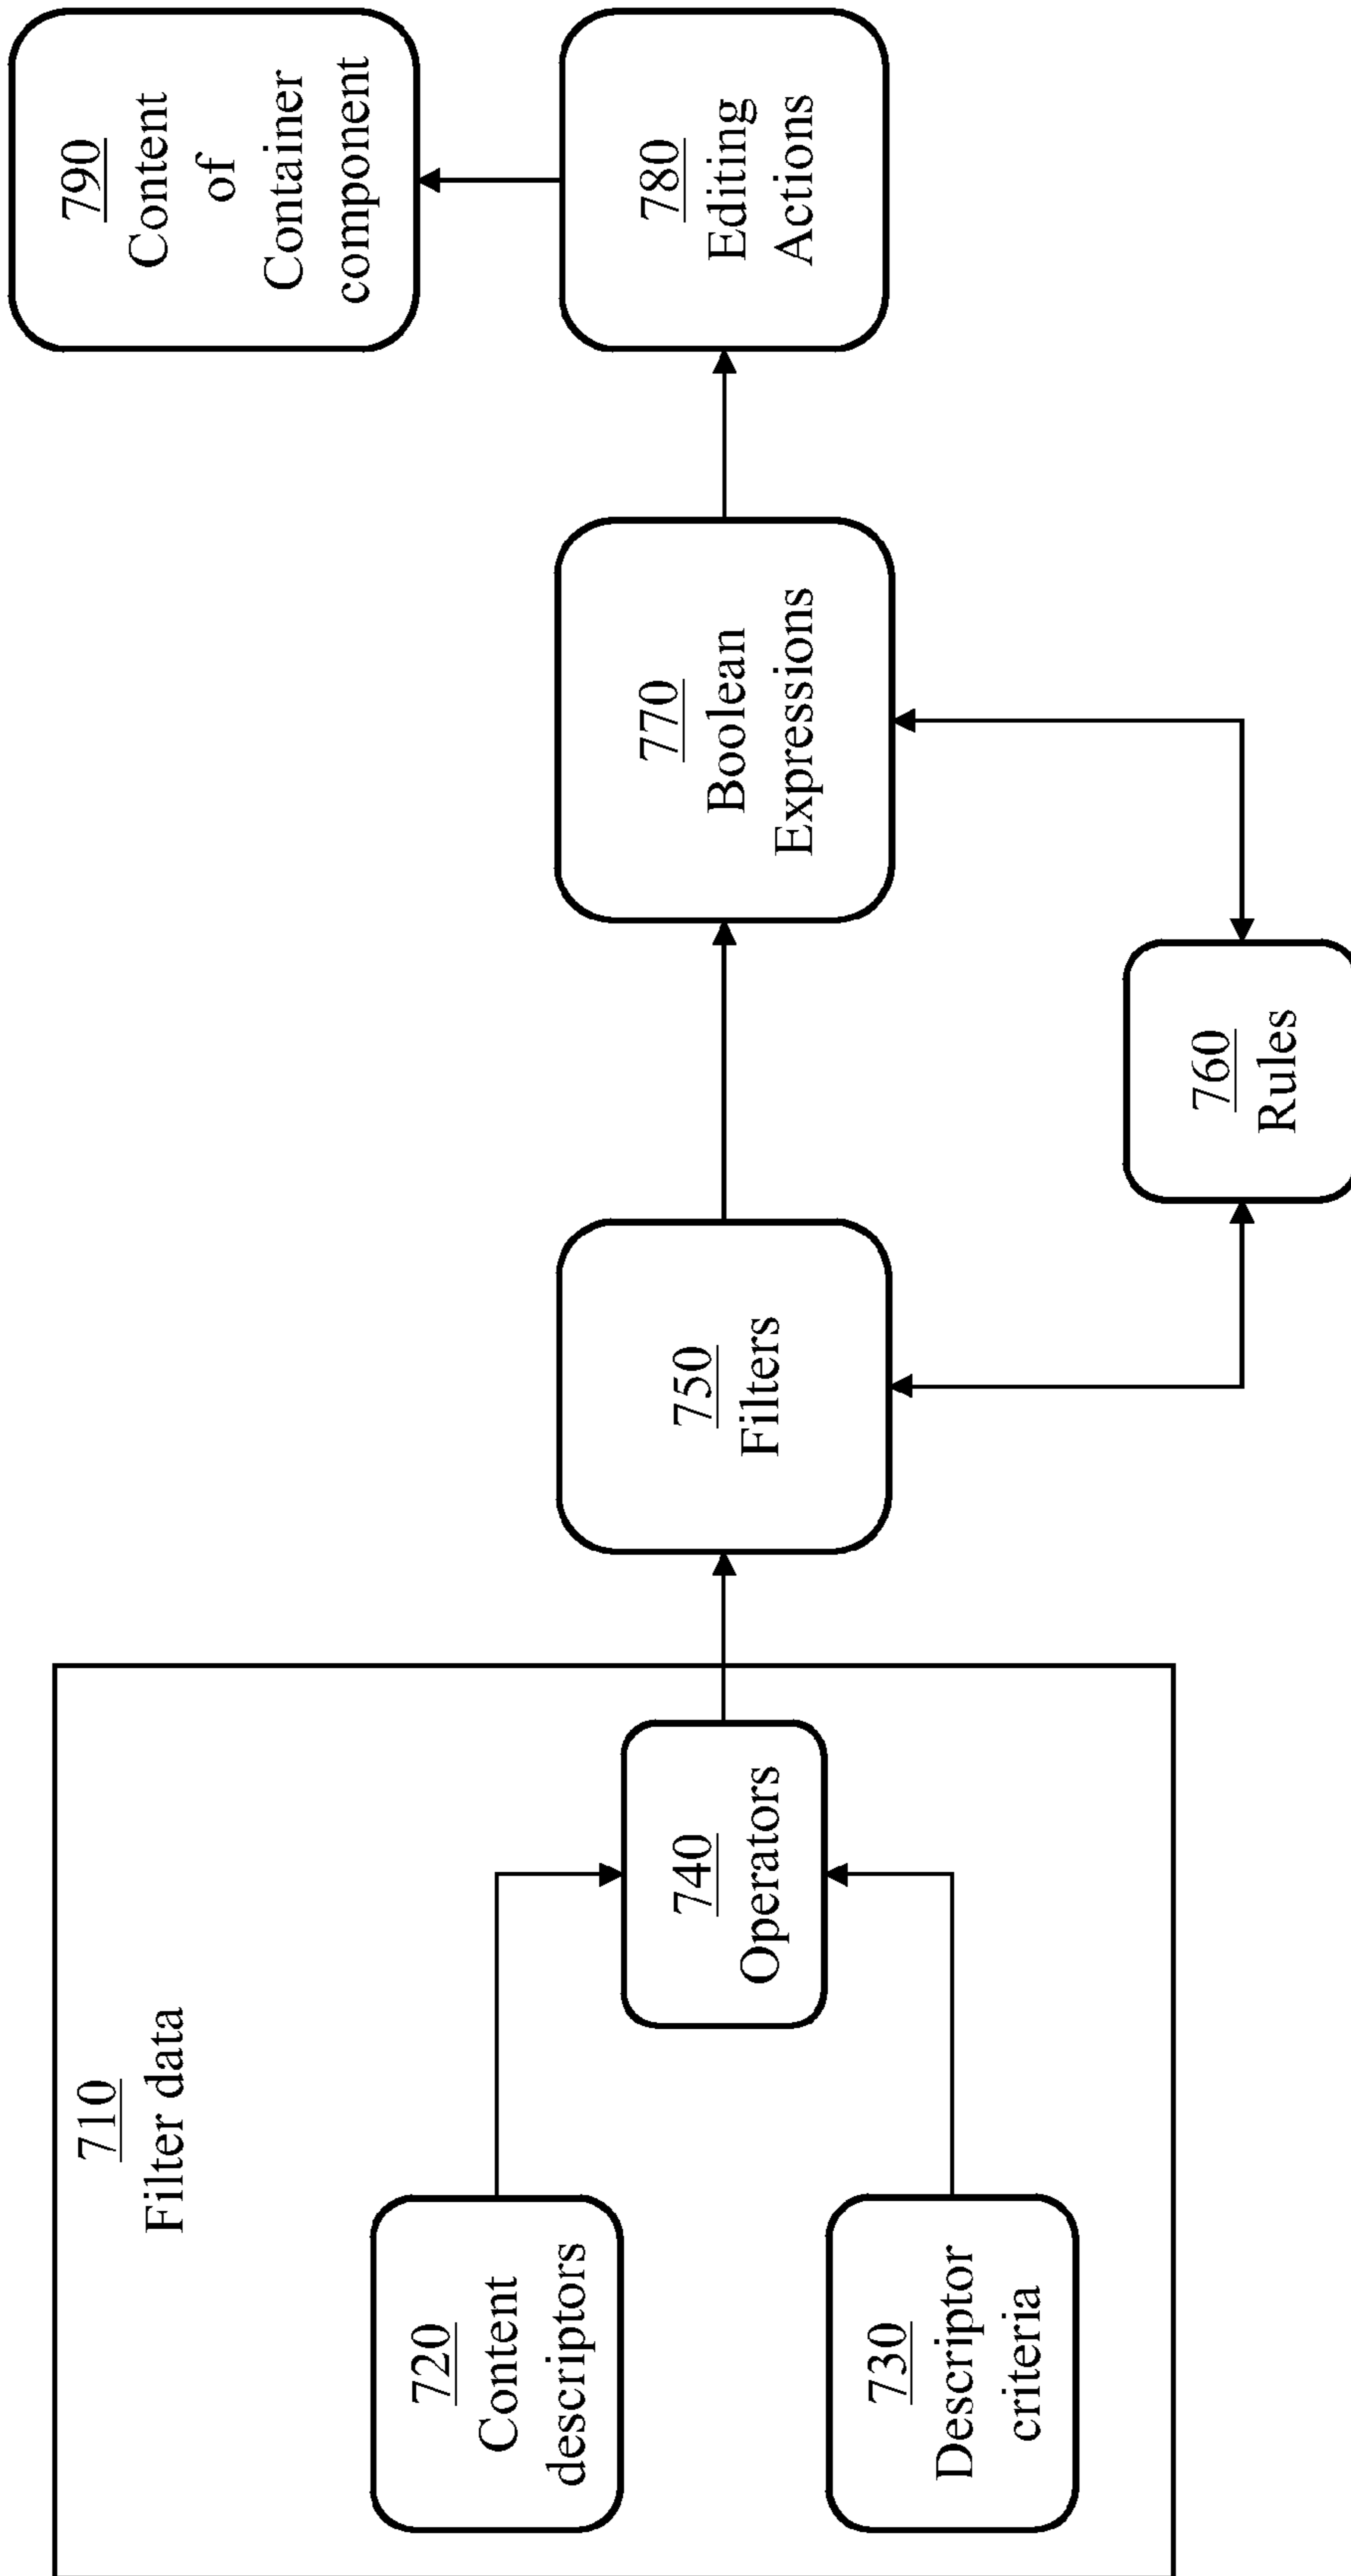 710
Filter data
720
Content
descriptors
730
Descriptor
criteria
740
Operators
750
Filters
760
Rules
770
Boolean
Expressions
780
Editing
Actions
790
Content
of
Container
component